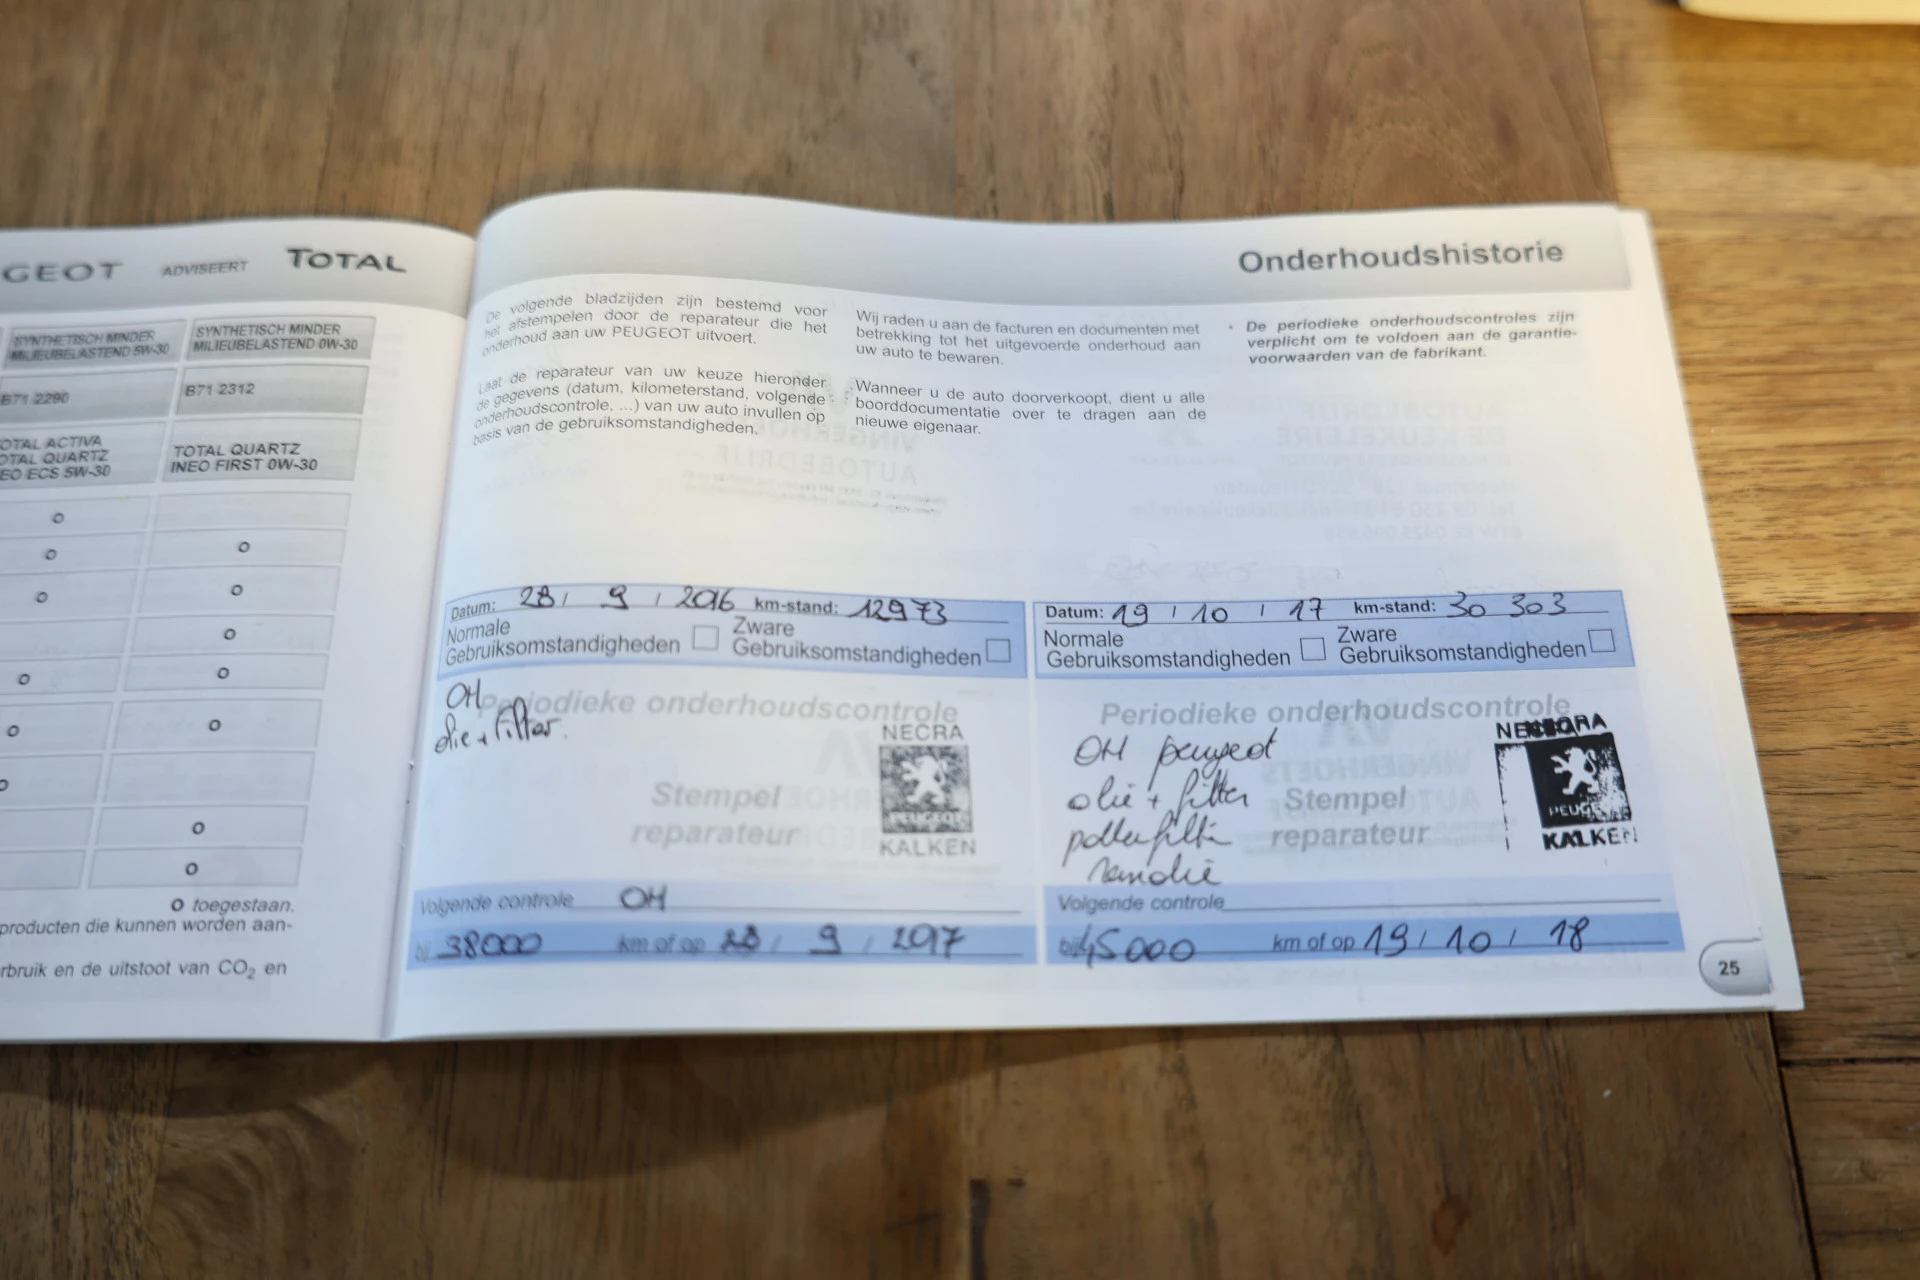 GEOT ADVISEERT TOTAL
SYNTHETISCH MINDER
MILIEUBELASTEND 5W-30
SYNTHETISCH MINDER
MILIEUBELASTEND 0W-30
B71 2290
B71 2312
OTAL ACTIVA
OTAL QUARTZ
EO ECS 5W-30
TOTAL QUARTZ
INEO FIRST 0W-30
O toegestaan.
producten die kunnen worden aan-
rbruik en de uitstoot van CO2 en
Onderhoudshistorie
De volgende bladzijden zijn bestemd voor
het afstempelen door de reparateur die het
onderhoud aan uw PEUGEOT uitvoert.
Laat de reparateur van uw keuze hieronder
de gegevens (datum, kilometerstand, volgende
onderhoudscontrole, ...) van uw auto invullen op
basis van de gebruiksomstandigheden.
Wij raden u aan de facturen en documenten met
betrekking tot het uitgevoerde onderhoud aan
uw auto te bewaren.
Wanneer u de auto doorverkoopt, dient u alle
boorddocumentatie over te dragen aan de
nieuwe eigenaar.
• De periodieke onderhoudscontroles zijn
verplicht om te voldoen aan de garantie-
voorwaarden van de fabrikant.
Datum: 28 / 9 / 2016 km-stand: 12973
Normale
Gebruiksomstandigheden
Zware
Gebruiksomstandigheden
Periodieke onderhoudscontrole
OH
olie + filter.
Stempel
reparateur
NECRA
PEUGEOT
KALKEN
Volgende controle OH
bij 38000 km of op 28 / 9 / 2017
Datum: 19 / 10 / 17 km-stand: 30 303
Normale
Gebruiksomstandigheden
Zware
Gebruiksomstandigheden
Periodieke onderhoudscontrole
OH peugeot
olie + filter
pollenfilter
remolie
Stempel
reparateur
PEUGE
KALKEN
Volgende controle
bij 45000 km of op 19 / 10 / 18
25